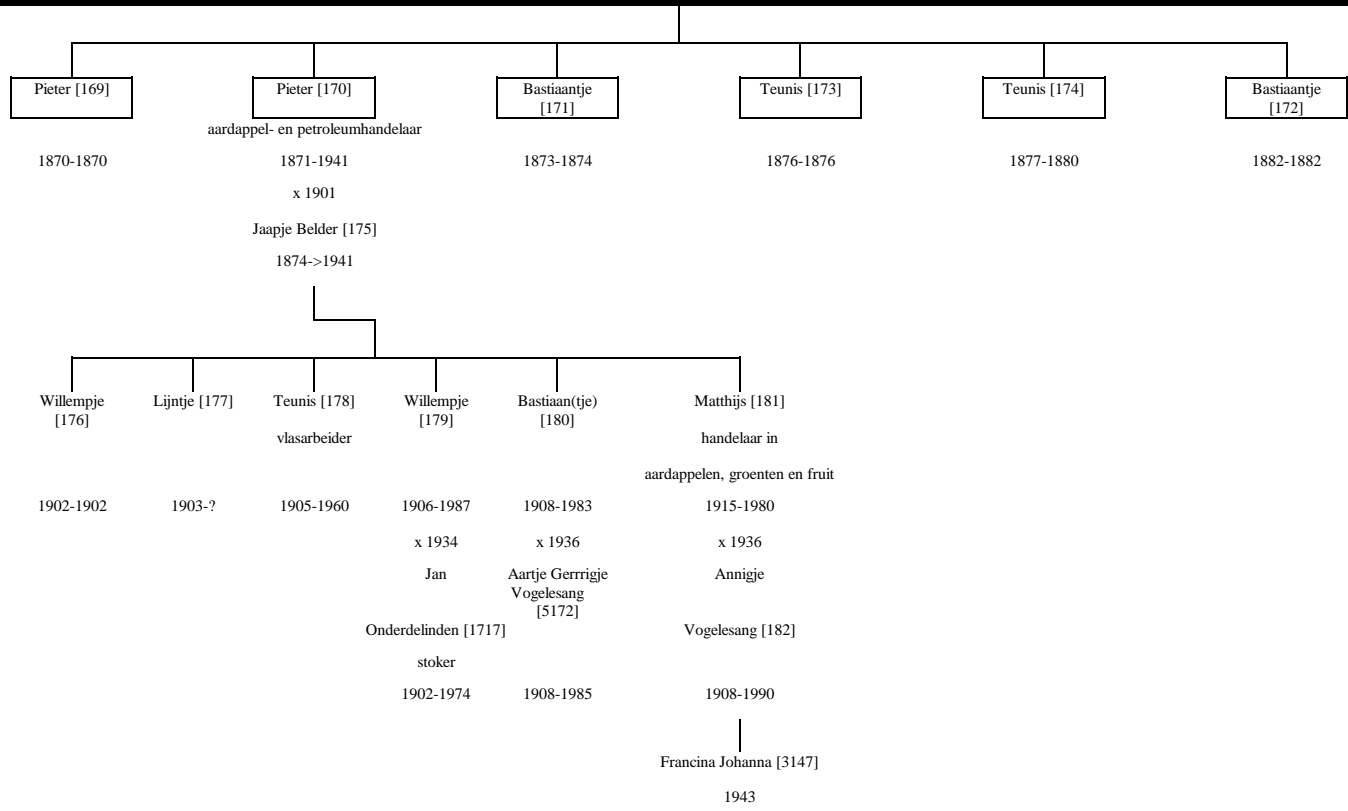 Pieter [169]
Pieter [170]
Bastiaantje
[171]
Teunis [173]
Teunis [174]
Bastiaantje
[172]
aardappel- en petroleumhandelaar
1870-1870
1871-1941
1873-1874
1876-1876
1877-1880
1882-1882
x 1901
Jaapje Belder [175]
1874->1941
Willempje
[176]
Lijntje [177]
Teunis [178]
Willempje
[179]
Bastiaan(tje)
[180]
Matthijs [181]
vlasarbeider
handelaar in
aardappelen, groenten en fruit
1902-1902
1903-?
1905-1960
1906-1987
1908-1983
1915-1980
x 1934
x 1936
x 1936
Jan
Aartje Gerrrigje
Vogelesang
[5172]
Annigje
Onderdelinden [1717]
Vogelesang [182]
stoker
1902-1974
1908-1985
1908-1990
Francina Johanna [3147]
1943